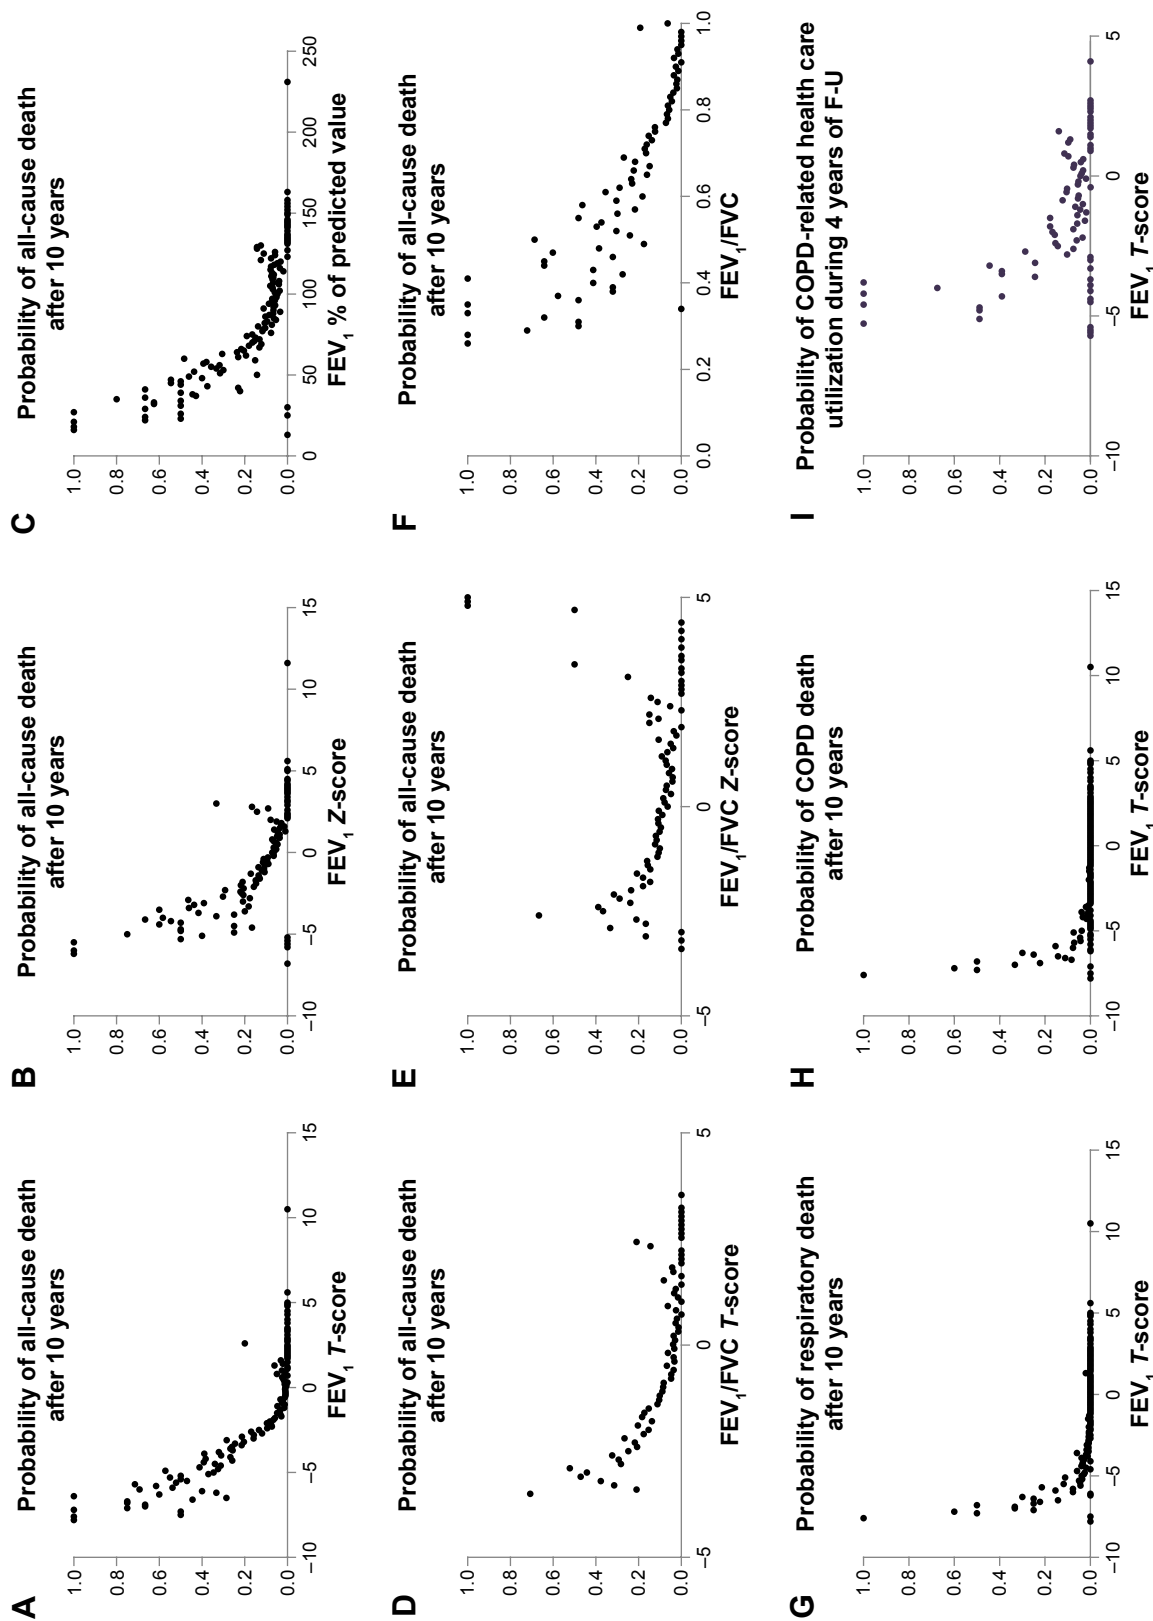 A
Probability of all-cause death
after 10 years
1.0
0.8
0.6
0.4
0.2
0.0
–10
–5
0
5
10
15
FEV1 T-score
B
Probability of all-cause death
after 10 years
1.0
0.8
0.6
0.4
0.2
0.0
–10
–5
0
5
10
15
FEV1 Z-score
C
Probability of all-cause death
after 10 years
1.0
0.8
0.6
0.4
0.2
0.0
0
50
100
150
200
250
FEV1 % of predicted value
D
Probability of all-cause death
after 10 years
1.0
0.8
0.6
0.4
0.2
0.0
–5
0
5
FEV1/FVC T-score
E
Probability of all-cause death
after 10 years
1.0
0.8
0.6
0.4
0.2
0.0
–5
0
5
FEV1/FVC Z-score
F
Probability of all-cause death
after 10 years
1.0
0.8
0.6
0.4
0.2
0.0
0.0
0.2
0.4
0.6
0.8
1.0
FEV1/FVC
G
Probability of respiratory death
after 10 years
1.0
0.8
0.6
0.4
0.2
0.0
–10
–5
0
5
10
15
FEV1 T-score
H
Probability of COPD death
after 10 years
1.0
0.8
0.6
0.4
0.2
0.0
–10
–5
0
5
10
15
FEV1 T-score
I
Probability of COPD-related health care
utilization during 4 years of F-U
1.0
0.8
0.6
0.4
0.2
0.0
–10
–5
0
5
FEV1 T-score